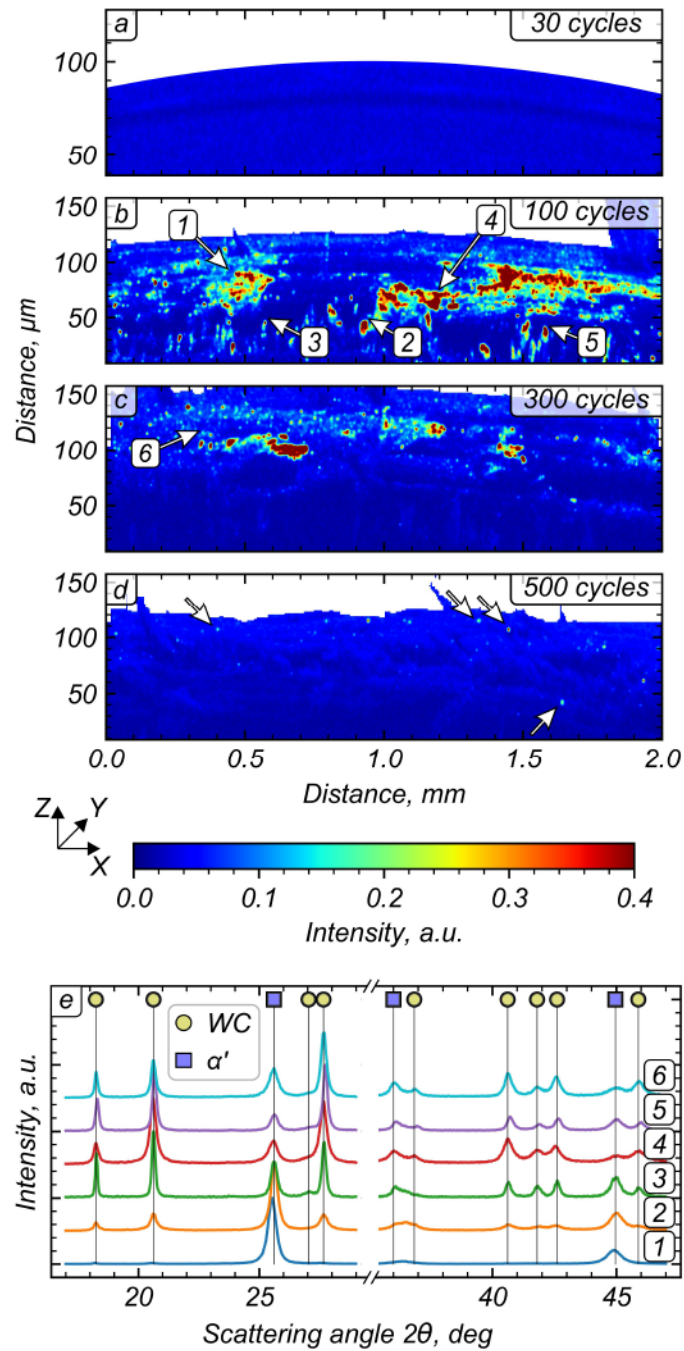 a 30 cycles
100
50
b 100 cycles
150
100
50
1
4
3
2
5
c 300 cycles
150
100
50
6
d 500 cycles
150
100
50
0.0 0.5 1.0 1.5 2.0
Distance, µm
Distance, mm
Z Y X
0.0 0.1 0.2 0.3 0.4
Intensity, a.u.
e
WC
α'
6
5
4
3
2
1
Intensity, a.u.
20 25 40 45
Scattering angle 2θ, deg